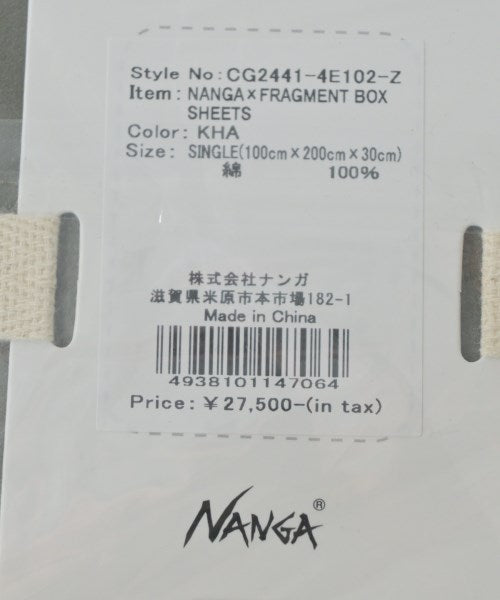 Style No: CG2441-4E102-Z
Item: NANGA×FRAGMENT BOX
SHEETS
Color: KHA
Size: SINGLE(100cm×200cm×30cm)
綿 100%
株式会社ナンガ
滋賀県米原市本市場182-1
Made in China
4938101147064
Price: ¥27,500-(in tax)
NANGA®